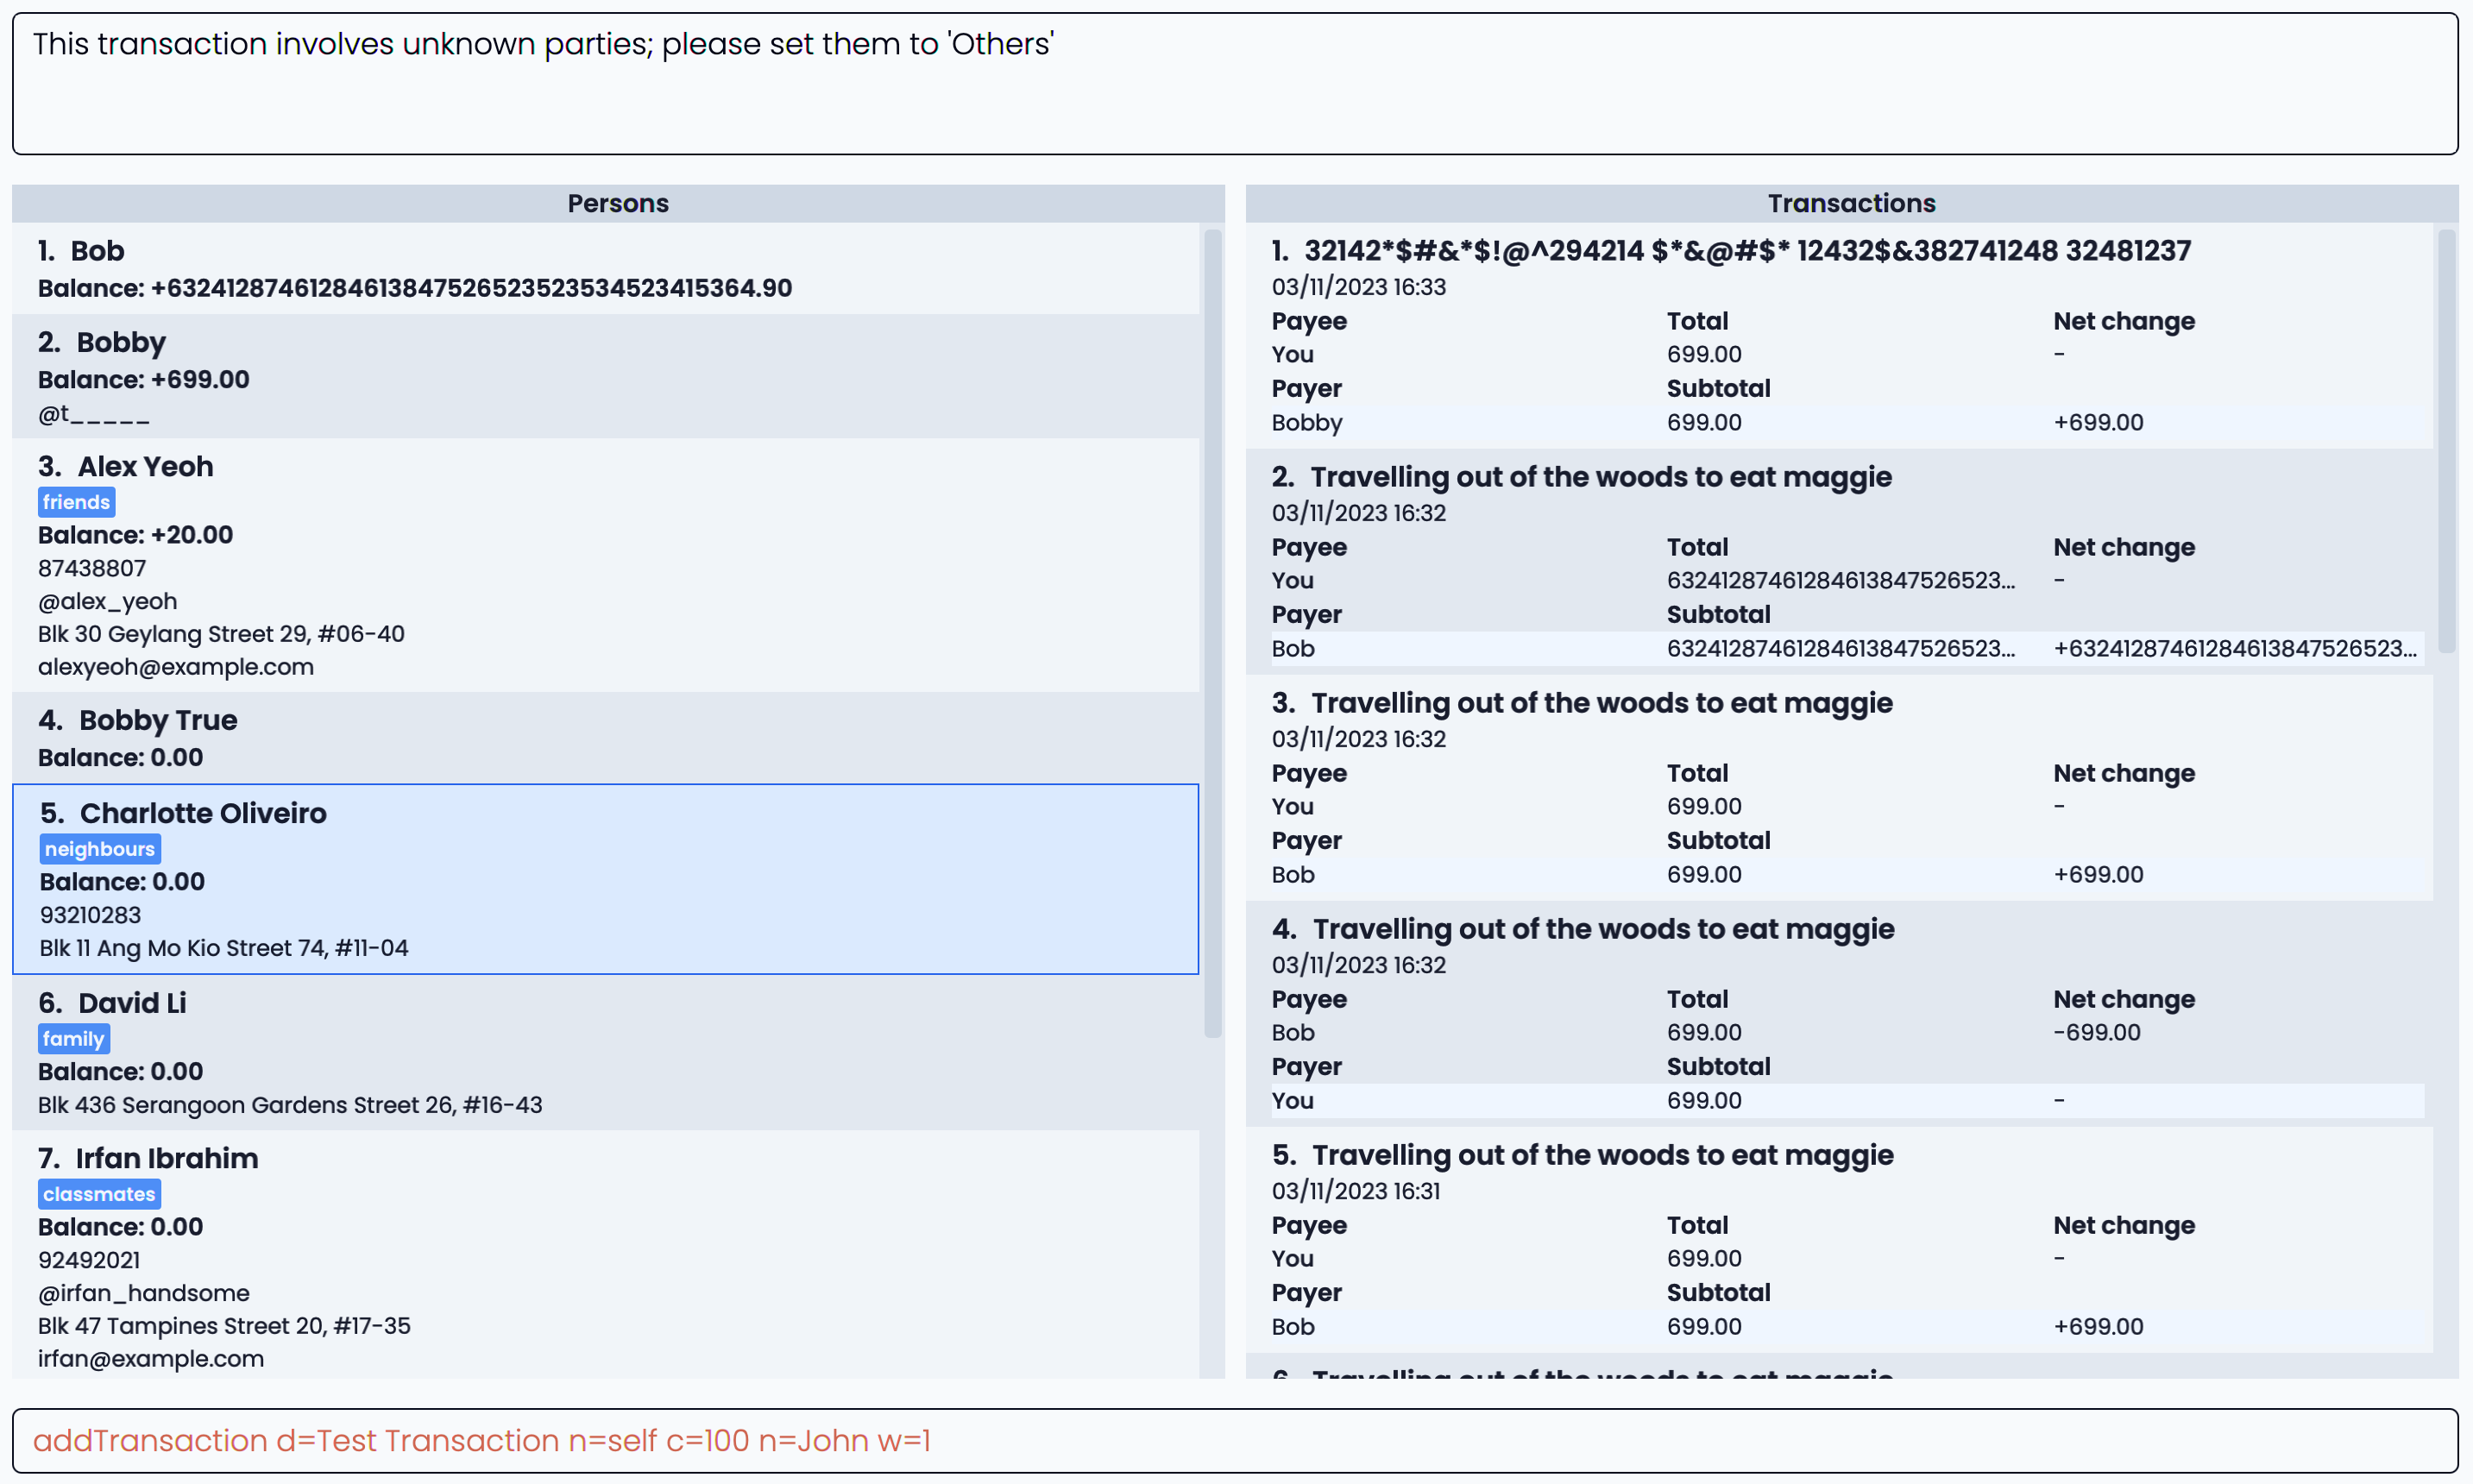 This transaction involves unknown parties; please set them to 'Others'
Persons
1. Bob
Balance: +63241287461284613847526523523534523415364.90
2. Bobby
Balance: +699.00
@t_____
3. Alex Yeoh
friends
Balance: +20.00
87438807
@alex_yeoh
Blk 30 Geylang Street 29, #06-40
alexyeoh@example.com
4. Bobby True
Balance: 0.00
5. Charlotte Oliveiro
neighbours
Balance: 0.00
93210283
Blk 11 Ang Mo Kio Street 74, #11-04
6. David Li
family
Balance: 0.00
Blk 436 Serangoon Gardens Street 26, #16-43
7. Irfan Ibrahim
classmates
Balance: 0.00
92492021
@irfan_handsome
Blk 47 Tampines Street 20, #17-35
irfan@example.com
Transactions
1. 32142*$#&*$!@^294214 $*&@#$* 12432$&382741248 32481237
03/11/2023 16:33
Payee Total Net change
You 699.00 -
Payer Subtotal
Bobby 699.00 +699.00
2. Travelling out of the woods to eat maggie
03/11/2023 16:32
Payee Total Net change
You 63241287461284613847526523... -
Payer Subtotal
Bob 63241287461284613847526523... +63241287461284613847526523...
3. Travelling out of the woods to eat maggie
03/11/2023 16:32
Payee Total Net change
You 699.00 -
Payer Subtotal
Bob 699.00 +699.00
4. Travelling out of the woods to eat maggie
03/11/2023 16:32
Payee Total Net change
Bob 699.00 -699.00
Payer Subtotal
You 699.00 -
5. Travelling out of the woods to eat maggie
03/11/2023 16:31
Payee Total Net change
You 699.00 -
Payer Subtotal
Bob 699.00 +699.00
6. Travelling out of the woods to eat maggie
addTransaction d=Test Transaction n=self c=100 n=John w=1